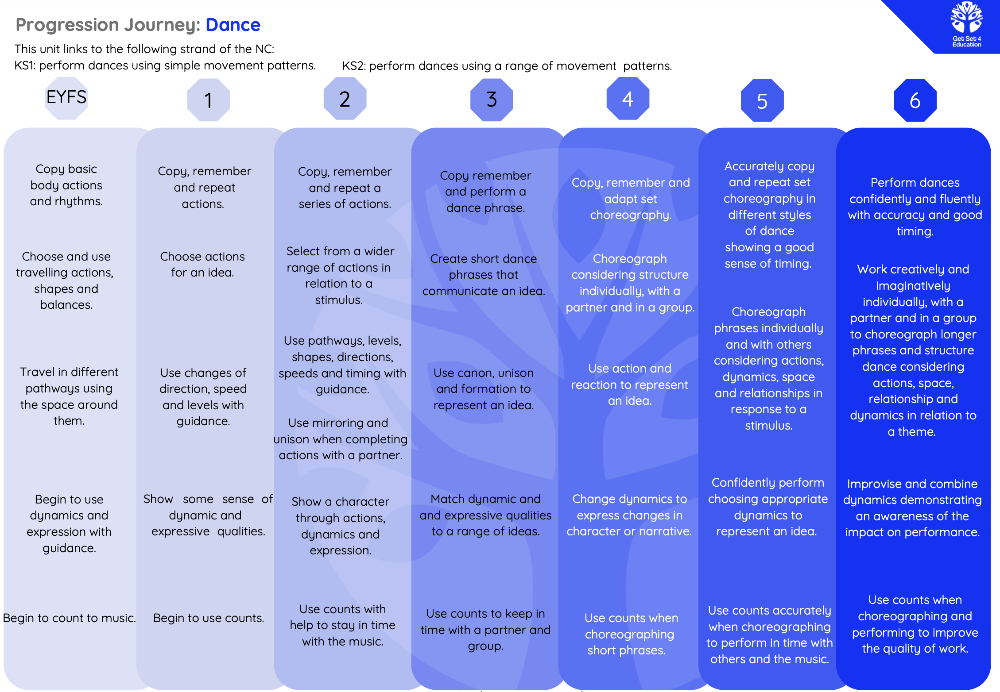 Progression Journey: Dance
Get Set 4
Education
This unit links to the following strand of the NC:
KS1: perform dances using simple movement patterns. KS2: perform dances using a range of movement patterns.
EYFS
Copy basic
body actions
and rhythms.
Choose and use
travelling actions,
shapes and
balances.
Travel in different
pathways using
the space around
them.
Begin to use
dynamics and
expression with
guidance.
Begin to count to music.
1
Copy, remember
and repeat
actions.
Choose actions
for an idea.
Use changes of
direction, speed
and levels with
guidance.
Show some sense of
dynamic and
expressive qualities.
Begin to use counts.
2
Copy, remember
and repeat a
series of actions.
Select from a wider
range of actions in
relation to a
stimulus.
Use pathways, levels,
shapes, directions,
speeds and timing with
guidance.
Use mirroring and
unison when completing
actions with a partner.
Show a character
through actions,
dynamics and
expression.
Use counts with
help to stay in time
with the music.
3
Copy remember
and perform a
dance phrase.
Create short dance
phrases that
communicate an idea.
Use canon, unison
and formation to
represent an idea.
Match dynamic and
and expressive qualities
to a range of ideas.
Use counts to keep in
time with a partner and
group.
4
Copy, remember and
adapt set
choreography.
Choreograph
considering structure
individually, with a
partner and in a group.
Use action and
reaction to represent
an idea.
Change dynamics to
express changes in
character or narrative.
Use counts when
choreographing
short phrases.
5
Accurately copy
and repeat set
choreography in
different styles
of dance
showing a good
sense of timing.
Choreograph
phrases individually
and with others
considering actions,
dynamics, space
and relationships in
response to a
stimulus.
Confidently perform
choosing appropriate
dynamics to
represent an idea.
Use counts accurately
when choreographing
to perform in time with
others and the music.
6
Perform dances
confidently and fluently
with accuracy and good
timing.
Work creatively and
imaginatively
individually, with a
partner and in a group
to choreograph longer
phrases and structure
dance considering
actions, space,
relationship and
dynamics in relation to
a theme.
Improvise and combine
dynamics demonstrating
an awareness of the
impact on performance.
Use counts when
choreographing and
performing to improve
the quality of work.